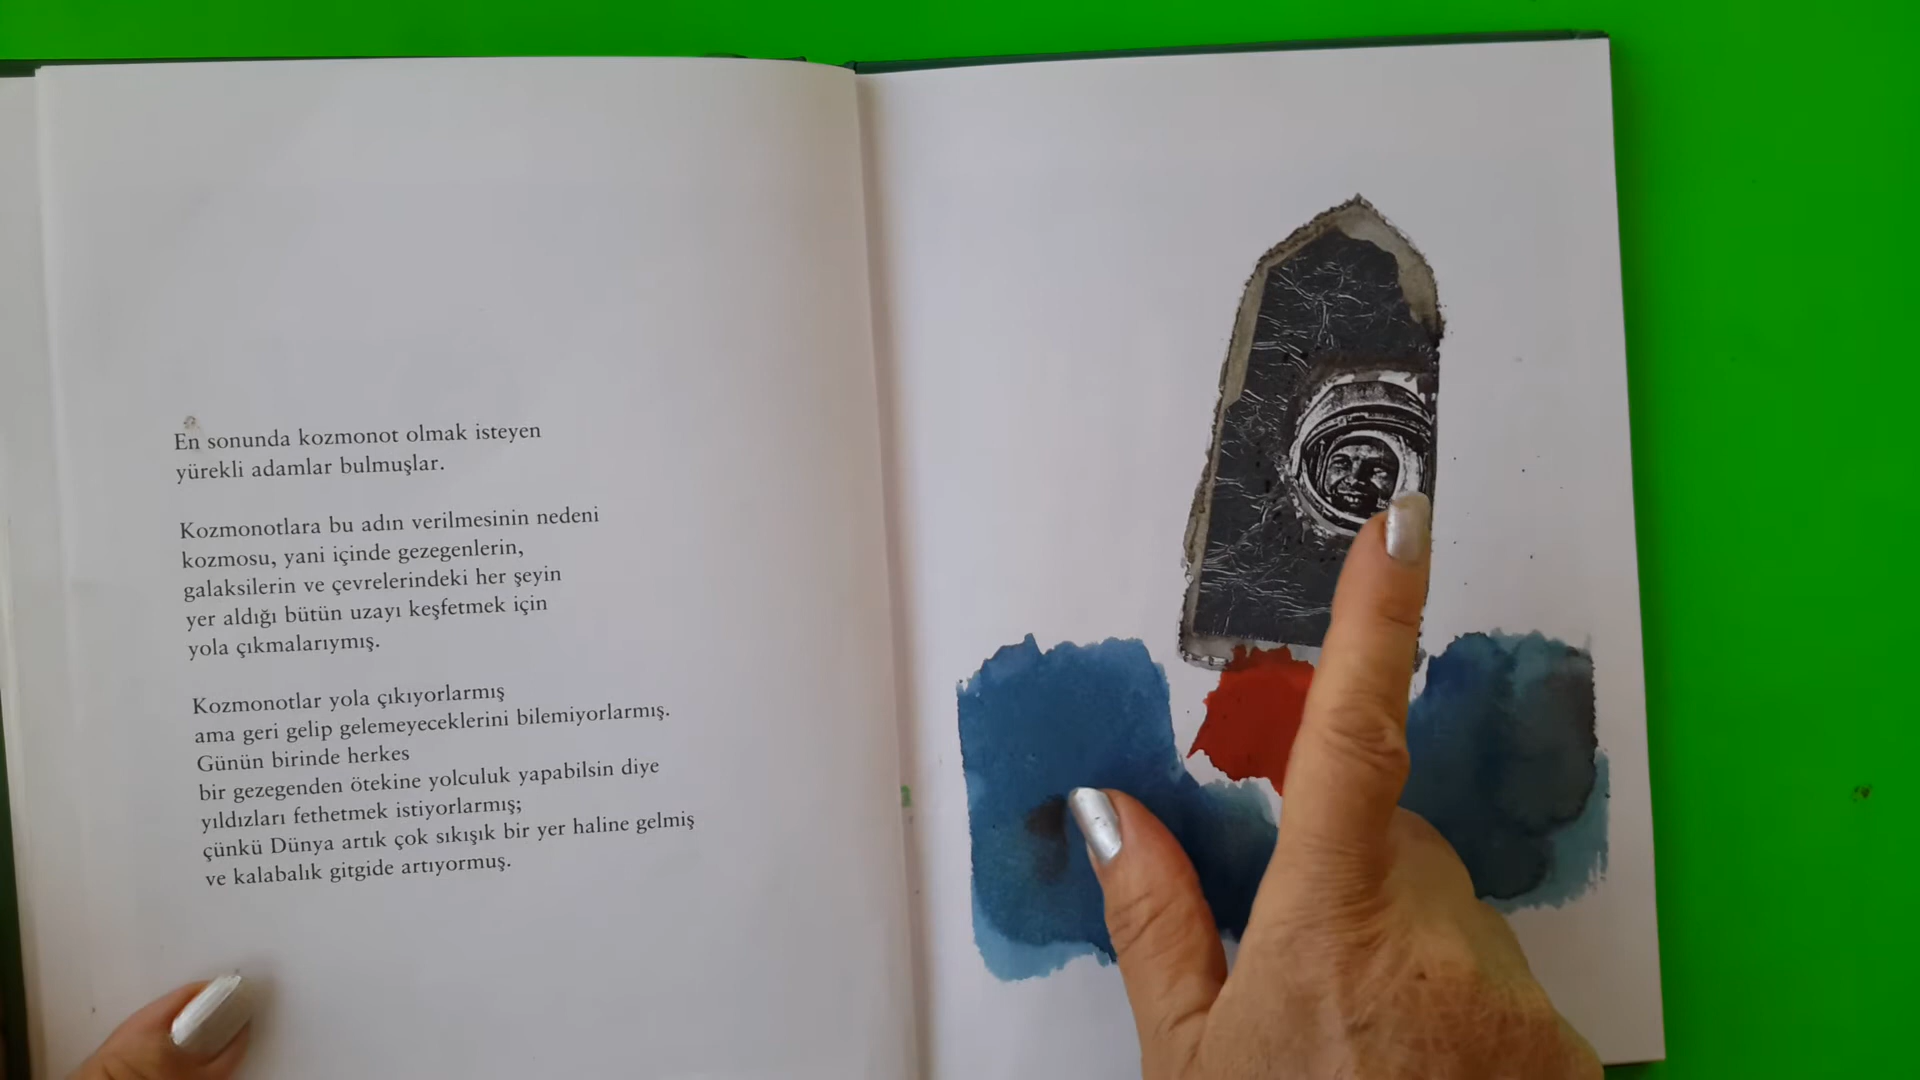 En sonunda kozmonot olmak isteyen
yürekli adamlar bulmuşlar.
Kozmonotlara bu adın verilmesinin nedeni
kozmosu, yani içinde gezegenlerin,
galaksilerin ve çevrelerindeki her şeyin
yer aldığı bütün uzayı keşfetmek için
yola çıkmalarıymış.
Kozmonotlar yola çıkıyorlarmış
ama geri gelip gelemeyeceklerini bilemiyorlarmış.
Günün birinde herkes
bir gezegenden ötekine yolculuk yapabilsin diye
yıldızları fethetmek istiyorlarmış;
çünkü Dünya artık çok sıkışık bir yer haline gelmiş
ve kalabalık gitgide artıyormuş.